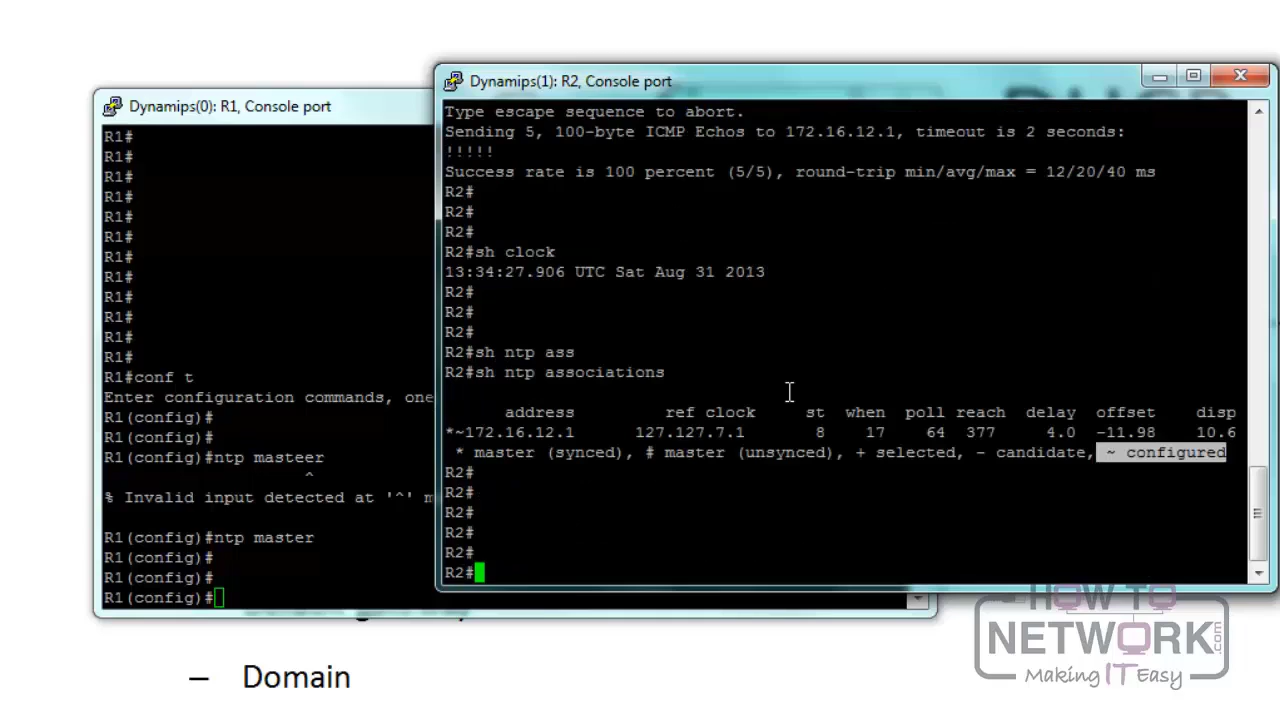 Dynamips(0): R1, Console port
R1#
R1#
R1#
R1#
R1#
R1#
R1#
R1#
R1#
R1#
R1#
R1#
R1#conf t
Enter configuration commands, one
R1(config)#
R1(config)#
R1(config)#ntp masteer
^
% Invalid input detected at '^' m
R1(config)#ntp master
R1(config)#
R1(config)#
R1(config)#
Dynamips(1): R2, Console port
Type escape sequence to abort.
Sending 5, 100-byte ICMP Echos to 172.16.12.1, timeout is 2 seconds:
!!!!!
Success rate is 100 percent (5/5), round-trip min/avg/max = 12/20/40 ms
R2#
R2#
R2#
R2#sh clock
13:34:27.906 UTC Sat Aug 31 2013
R2#
R2#
R2#
R2#sh ntp ass
R2#sh ntp associations
address ref clock st when poll reach delay offset disp
*~172.16.12.1 127.127.7.1 8 17 64 377 4.0 -11.98 10.6
* master (synced), # master (unsynced), + selected, - candidate, ~ configured
R2#
R2#
R2#
R2#
R2#
R2#
– Domain
HOW TO
NETWORK.com
Making IT Easy